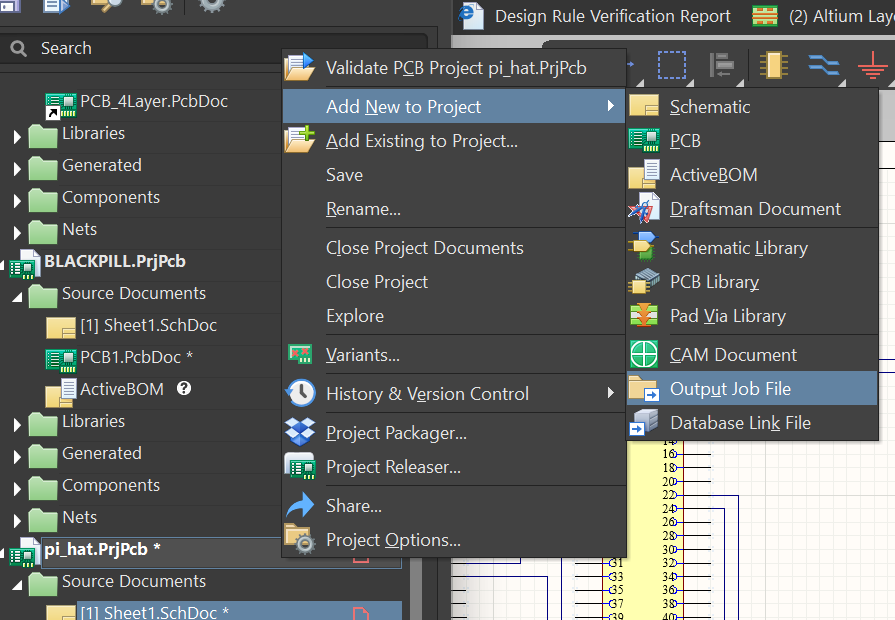 Design Rule Verification Report
(2) Altium Laye
Search
PCB_4Layer.PcbDoc
Libraries
Generated
Components
Nets
BLACKPILL.PrjPcb
Source Documents
[1] Sheet1.SchDoc
PCB1.PcbDoc *
ActiveBOM
Libraries
Generated
Components
Nets
pi_hat.PrjPcb *
Source Documents
[1] Sheet1.SchDoc *
Validate PCB Project pi_hat.PrjPcb
Add New to Project
Add Existing to Project...
Save
Rename...
Close Project Documents
Close Project
Explore
Variants...
History & Version Control
Project Packager...
Project Releaser...
Share...
Project Options...
Schematic
PCB
ActiveBOM
Draftsman Document
Schematic Library
PCB Library
Pad Via Library
CAM Document
Output Job File
Database Link File
14
16
18
20
22
24
26
28
30
31 32
33 34
35 36
37 38
39 40